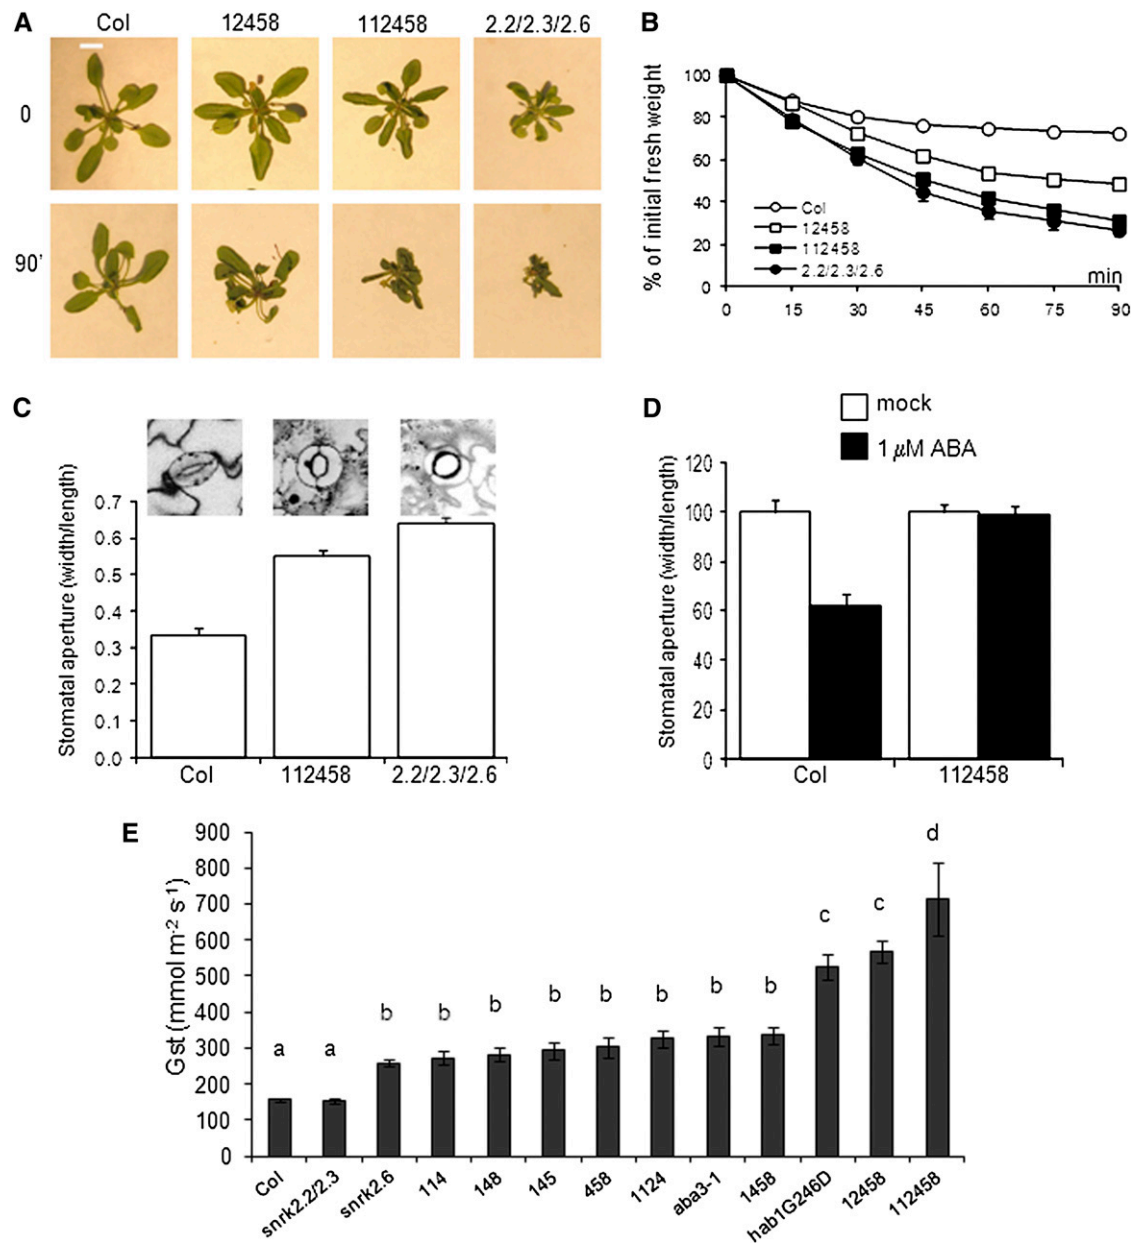 A
Col 12458 112458 2.2/2.3/2.6
0
90'
B
% of initial fresh weight
100
80
60
40
20
0
Col
12458
112458
2.2/2.3/2.6
min
0 15 30 45 60 75 90
C
Stomatal aperture (width/length)
0.7
0.6
0.5
0.4
0.3
0.2
0.1
0.0
Col 112458 2.2/2.3/2.6
D
mock
1 μM ABA
Stomatal aperture (width/length)
120
100
80
60
40
20
0
Col 112458
E
Gst (mmol m-2 s-1)
900
800
700
600
500
400
300
200
100
0
a a b b b b b b b b c c d
Col snrk2.2/2.3 snrk2.6 114 148 145 458 1124 aba3-1 1458 hab1G246D 12458 112458